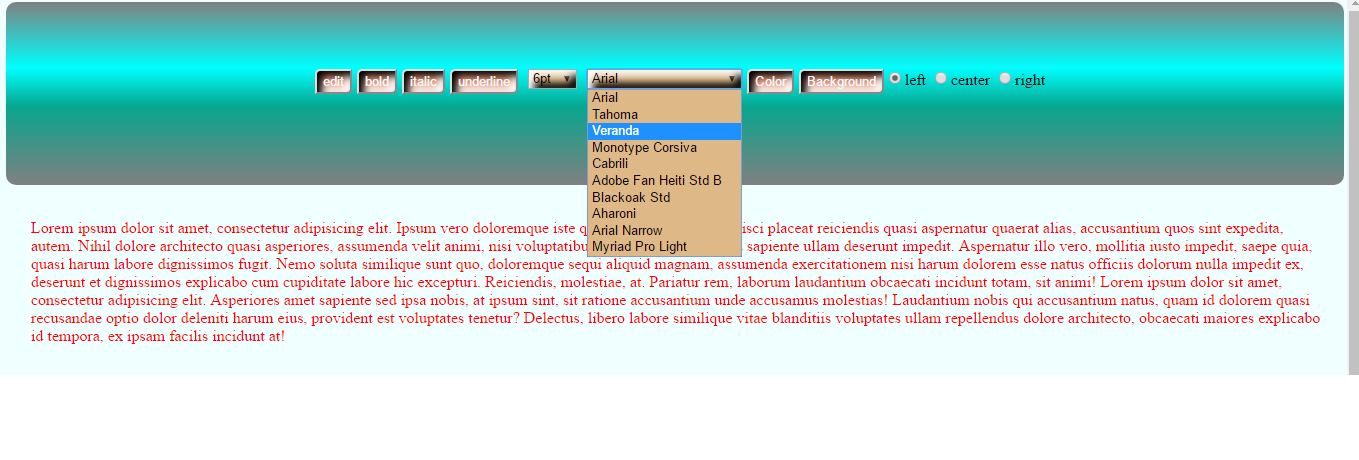 edit bold italic underline 6pt Arial Color Background left center right
Arial
Tahoma
Veranda
Monotype Corsiva
Cabrili
Adobe Fan Heiti Std B
Blackoak Std
Aharoni
Arial Narrow
Myriad Pro Light
Lorem ipsum dolor sit amet, consectetur adipisicing elit. Ipsum vero doloremque iste placeat reiciendis quasi aspernatur quaerat alias, accusantium quos sint expedita,
autem. Nihil dolore architecto quasi asperiores, assumenda velit animi, nisi sapiente ullam deserunt impedit. Aspernatur illo vero, mollitia iusto impedit, saepe quia,
quasi harum labore dignissimos fugit. Nemo soluta similique sunt quo, doloremque sequi aliquid magnam, assumenda exercitationem nisi harum dolorem esse natus officiis dolorum nulla impedit ex,
deserunt et dignissimos explicabo cum cupiditate labore hic excepturi. Reiciendis, molestiae, at. Pariatur rem, laborum laudantium obcaecati incidunt totam, sit animi! Lorem ipsum dolor sit amet,
consectetur adipisicing elit. Asperiores amet sapiente sed ipsa nobis, at ipsum sint, sit ratione accusantium unde accusamus molestias! Laudantium nobis qui accusantium natus, quam id dolorem quasi
recusandae optio dolor deleniti harum eius, provident est voluptates tenetur? Delectus, libero labore similique vitae blanditiis voluptates ullam repellendus dolore architecto, obcaecati maiores explicabo
id tempora, ex ipsam facilis incidunt at!